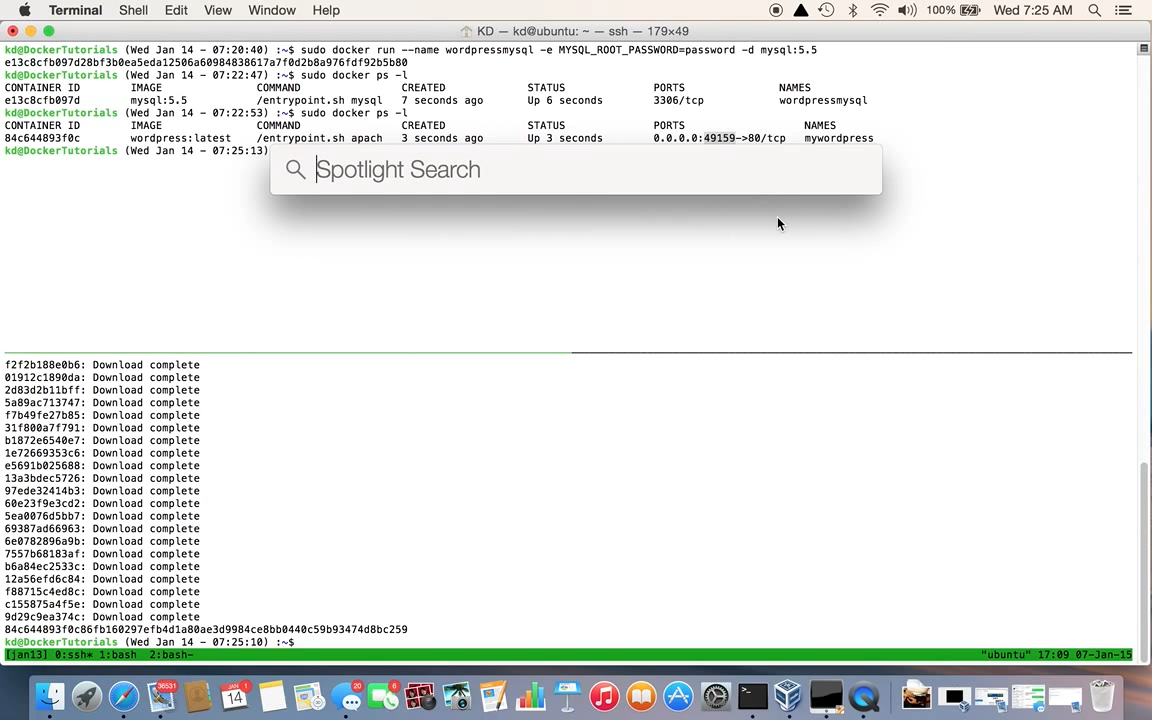 Terminal Shell Edit View Window Help 100% Wed 7:25 AM
KD — kd@ubuntu: ~ — ssh — 179×49
kd@DockerTutorials (Wed Jan 14 - 07:20:40) :~$ sudo docker run --name wordpressmysql -e MYSQL_ROOT_PASSWORD=password -d mysql:5.5
e13c8cfb097d28bf3b0ea5eda12506a60984838617a7f0d2b8a976fdf92b5b80
kd@DockerTutorials (Wed Jan 14 - 07:22:47) :~$ sudo docker ps -l
CONTAINER ID IMAGE COMMAND CREATED STATUS PORTS NAMES
e13c8cfb097d mysql:5.5 /entrypoint.sh mysql 7 seconds ago Up 6 seconds 3306/tcp wordpressmysql
kd@DockerTutorials (Wed Jan 14 - 07:22:53) :~$ sudo docker ps -l
CONTAINER ID IMAGE COMMAND CREATED STATUS PORTS NAMES
84c644893f0c wordpress:latest /entrypoint.sh apach 3 seconds ago Up 3 seconds 0.0.0.0:49159->80/tcp mywordpress
kd@DockerTutorials (Wed Jan 14 - 07:25:13)
Spotlight Search
f2f2b188e0b6: Download complete
01912c1890da: Download complete
2d83d2b11bff: Download complete
5a89ac713747: Download complete
f7b49fe27b85: Download complete
31f800a7f791: Download complete
b1872e6540e7: Download complete
1e72669353c6: Download complete
e5691b025688: Download complete
13a3bdec5726: Download complete
97ede32414b3: Download complete
60e23f9e3cd2: Download complete
5ea0076d5bb7: Download complete
69387ad66963: Download complete
6e0782896a9b: Download complete
7557b68183af: Download complete
b6a84ec2533c: Download complete
12a56efd6c84: Download complete
f88715c4ed8c: Download complete
c155875a4f5e: Download complete
9d29c9ea374c: Download complete
84c644893f0c86fb160297efb4d1a80ae3d9984ce8bb0440c59b93474d8bc259
kd@DockerTutorials (Wed Jan 14 - 07:25:10) :~$
[jan13] 0:ssh* 1:bash 2:bash- "ubuntu" 17:09 07-Jan-15
36531 JAN 14 1 20 6